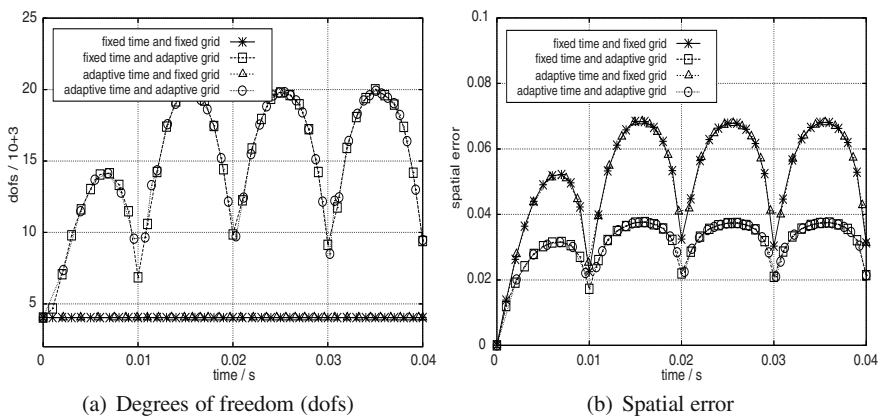 25
20
15
10
5
0
dofs / 10+3
fixed time and fixed grid
fixed time and adaptive grid
adaptive time and fixed grid
adaptive time and adaptive grid
0
0.01
0.02
0.03
0.04
time / s
(a) Degrees of freedom (dofs)
0.1
0.08
0.06
0.04
0.02
0
spatial error
fixed time and fixed grid
fixed time and adaptive grid
adaptive time and fixed grid
adaptive time and adaptive grid
0
0.01
0.02
0.03
0.04
time / s
(b) Spatial error